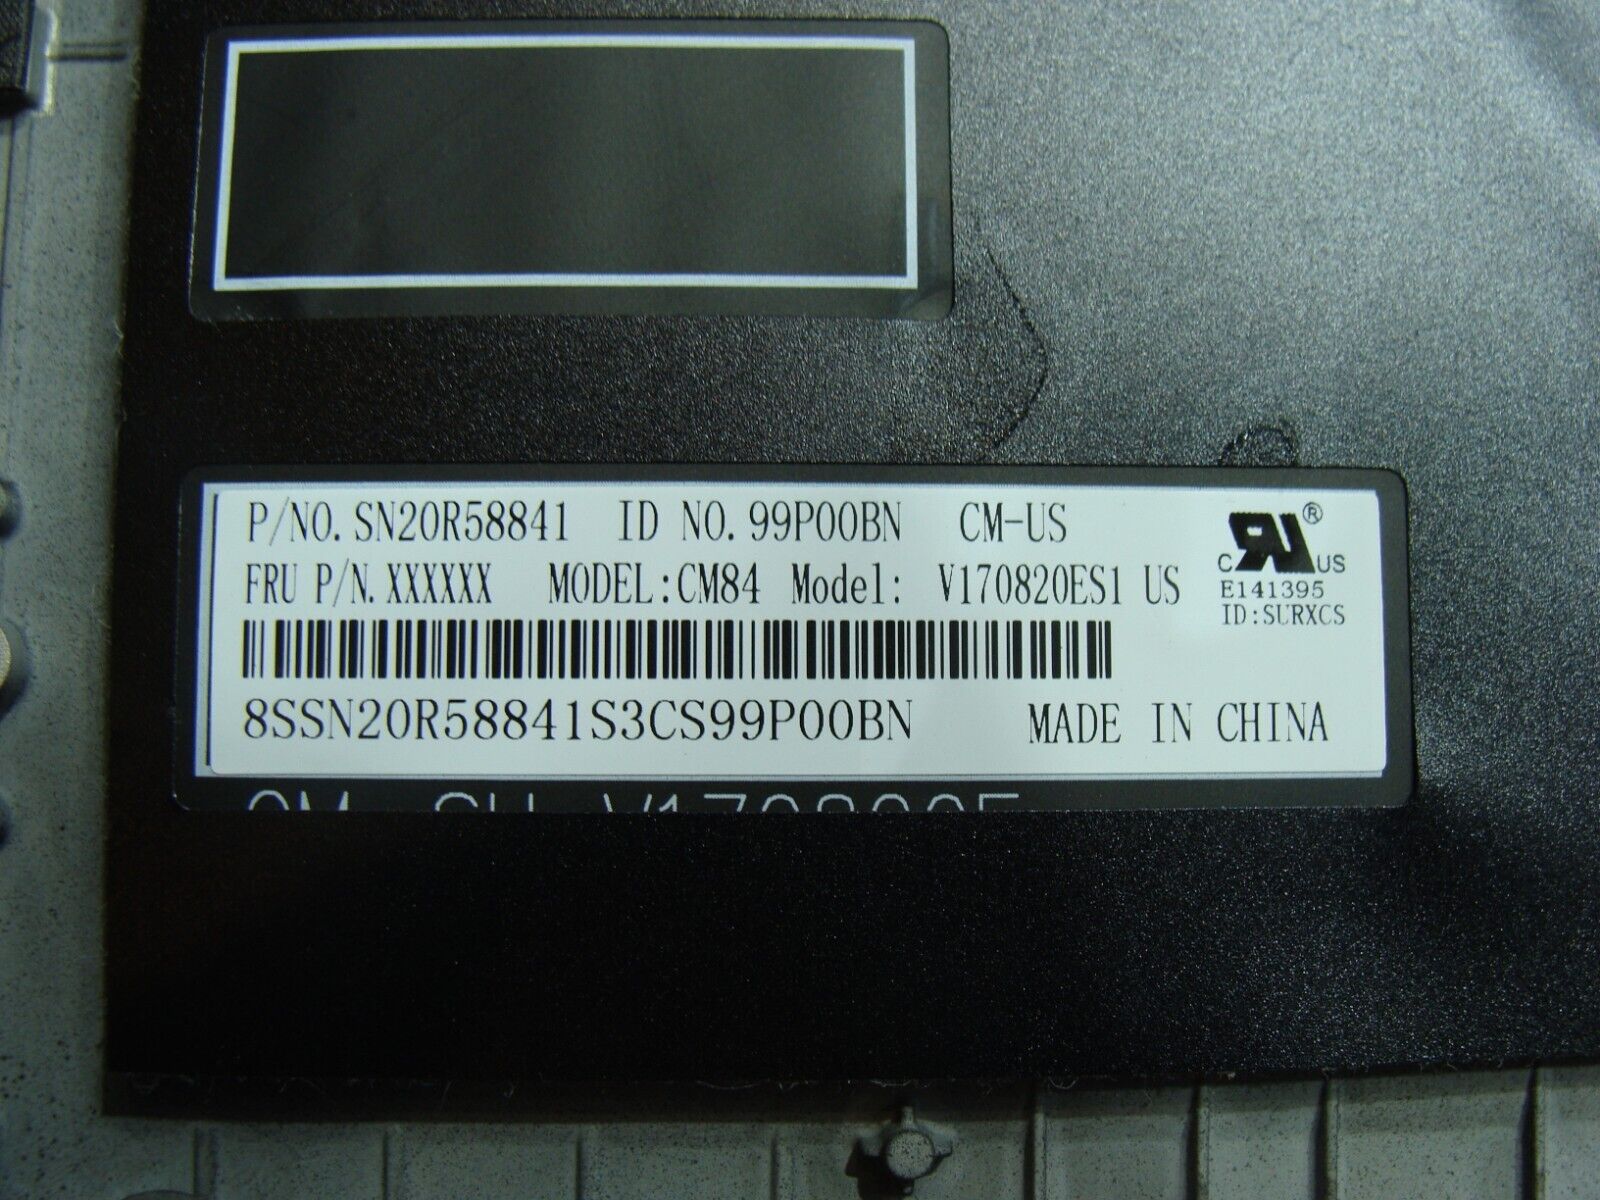 P/NO. SN20R58841 ID NO. 99P00BN CM-US
FRU P/N. XXXXXX MODEL:CM84 Model: V170820ES1 US
®
C RU US
E141395
ID:SURXCS
8SSN20R58841S3CS99P00BN MADE IN CHINA